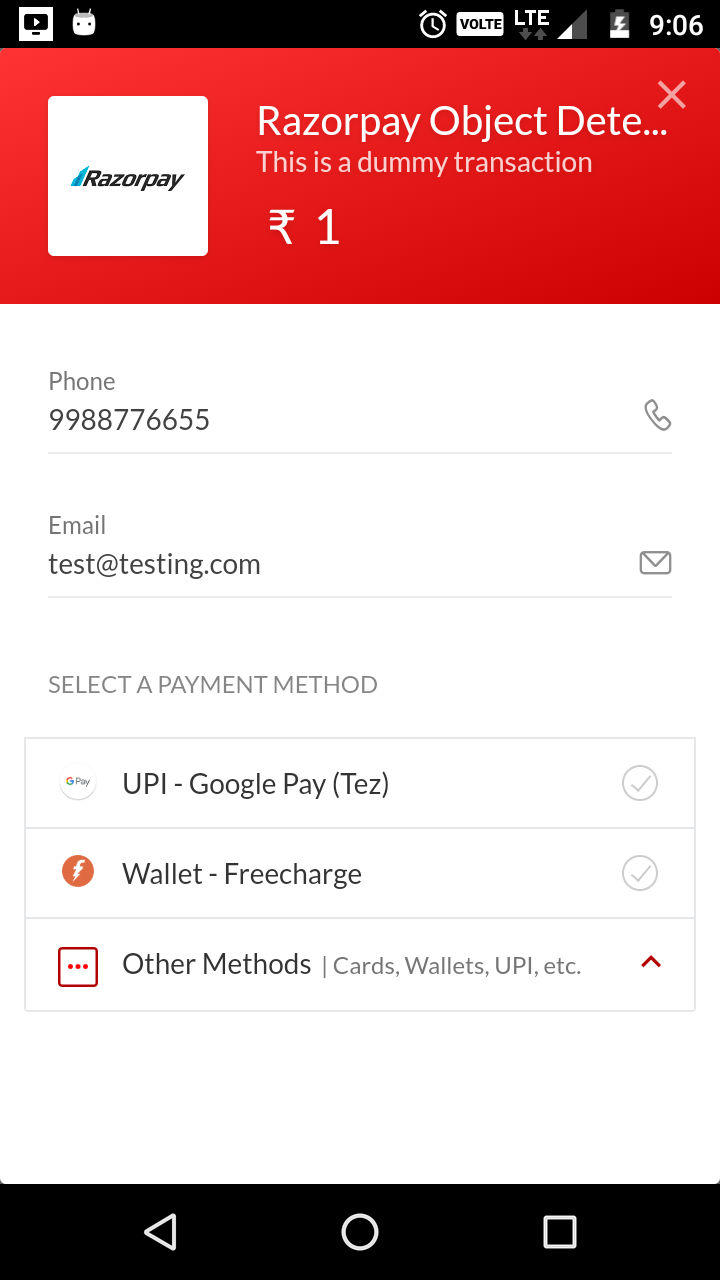 VOLTE LTE 9:06
Razorpay Object Dete...
This is a dummy transaction
Razorpay
₹ 1
Phone
9988776655
Email
test@testing.com
SELECT A PAYMENT METHOD
G Pay UPI - Google Pay (Tez)
Wallet - Freecharge
Other Methods | Cards, Wallets, UPI, etc.